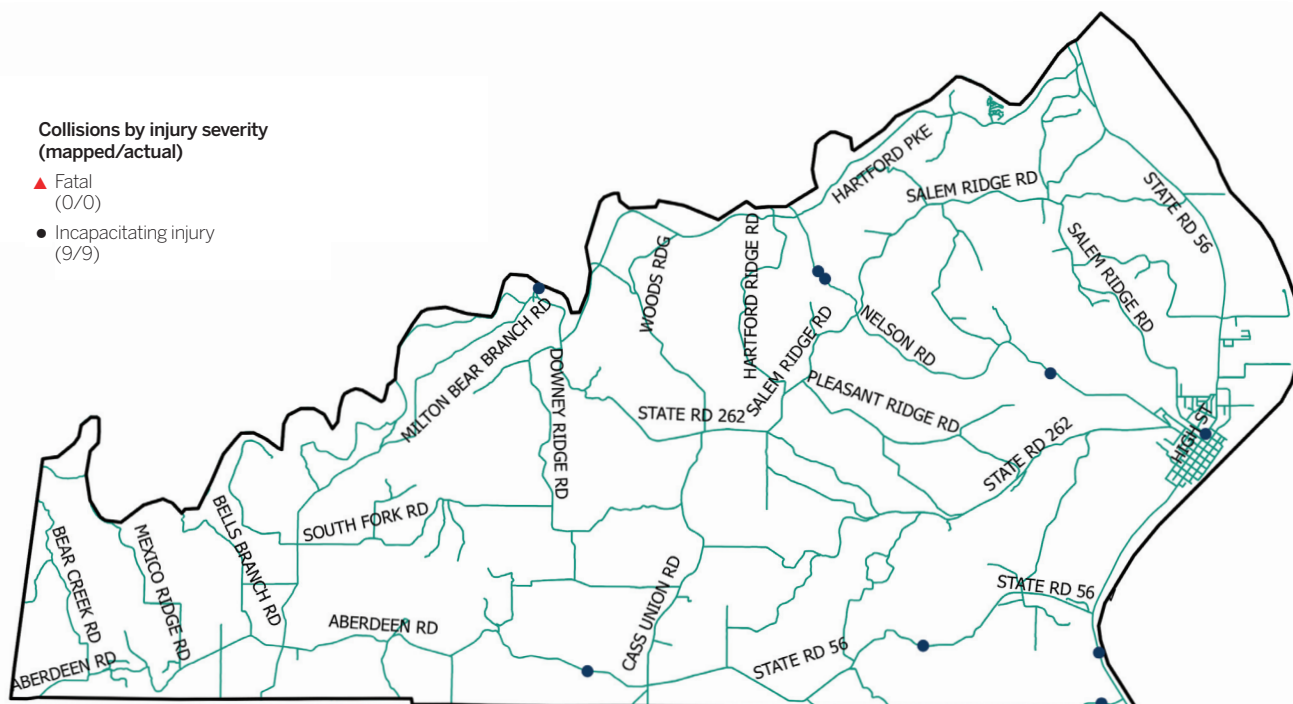 Collisions by injury severity
(mapped/actual)
Fatal
(0/0)
Incapacitating injury
(9/9)
HARTFORD PKE
SALEM RIDGE RD
STATE RD 56
SALEM RIDGE RD
WOODS RDG
HARTFORD RIDGE RD
SALEM RIDGE RD
NELSON RD
MILTON BEAR BRANCH RD
DOWNEY RIDGE RD
STATE RD 262
PLEASANT RIDGE RD
STATE RD 262
HIGH ST
BEAR CREEK RD
MEXICO RIDGE RD
BELLS BRANCH RD
SOUTH FORK RD
ABERDEEN RD
CASS UNION RD
STATE RD 56
STATE RD 56
ABERDEEN RD